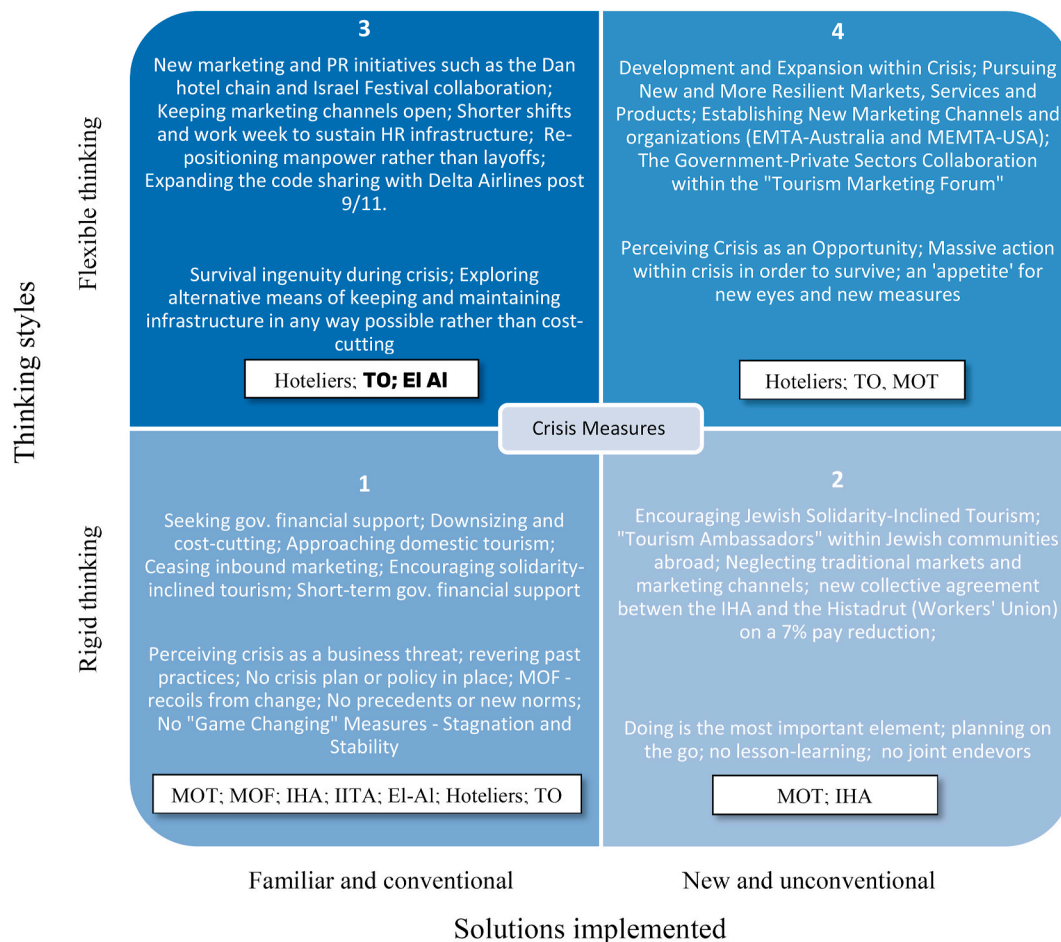 3
New marketing and PR initiatives such as the Dan
hotel chain and Israel Festival collaboration;
Keeping marketing channels open; Shorter shifts
and work week to sustain HR infrastructure; Re-
positioning manpower rather than layoffs;
Expanding the code sharing with Delta Airlines post
9/11.
Survival ingenuity during crisis; Exploring
alternative means of keeping and maintaining
infrastructure in any way possible rather than cost-
cutting
Hoteliers; TO; El Al
4
Development and Expansion within Crisis; Pursuing
New and More Resilient Markets, Services and
Products; Establishing New Marketing Channels and
organizations (EMTA-Australia and MEMTA-USA);
The Government-Private Sectors Collaboration
within the "Tourism Marketing Forum"
Perceiving Crisis as an Opportunity; Massive action
within crisis in order to survive; an 'appetite' for
new eyes and new measures
Hoteliers; TO, MOT
Crisis Measures
1
Seeking gov. financial support; Downsizing and
cost-cutting; Approaching domestic tourism;
Ceasing inbound marketing; Encouraging solidarity-
inclined tourism; Short-term gov. financial support
Perceiving crisis as a business threat; revering past
practices; No crisis plan or policy in place; MOF -
recoils from change; No precedents or new norms;
No "Game Changing" Measures - Stagnation and
Stability
MOT; MOF; IHA; IITA; El-Al; Hoteliers; TO
2
Encouraging Jewish Solidarity-Inclined Tourism;
"Tourism Ambassadors" within Jewish communities
abroad; Neglecting traditional markets and
marketing channels; new collective agreement
betwen the IHA and the Histadrut (Workers' Union)
on a 7% pay reduction;
Doing is the most important element; planning on
the go; no lesson-learning; no joint endevors
MOT; IHA
Thinking styles
Flexible thinking
Rigid thinking
Familiar and conventional
New and unconventional
Solutions implemented